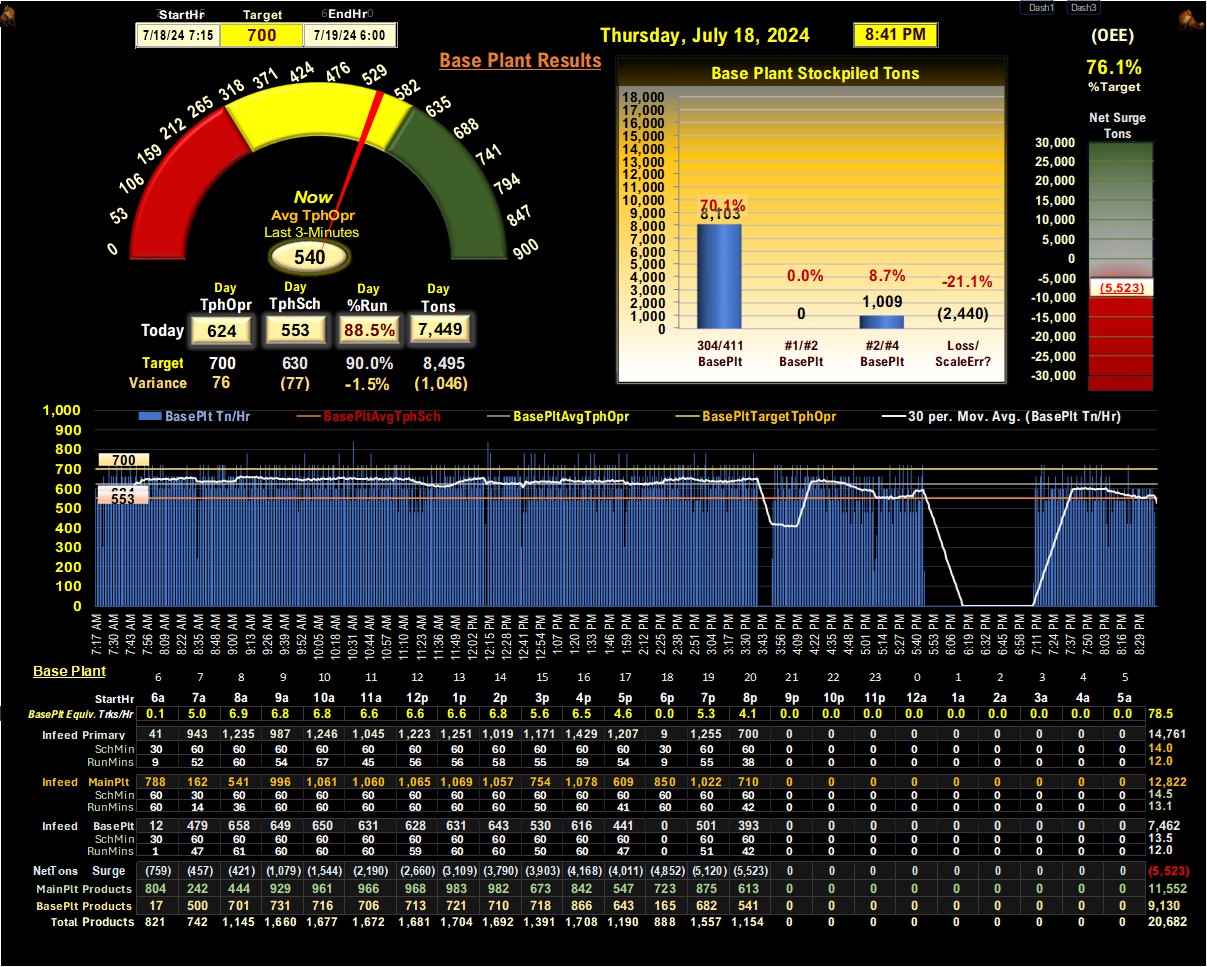 Dash1 Dash3
StartHr Target EndHr
7/18/24 7:15 700 7/19/24 6:00
Thursday, July 18, 2024 8:41 PM
(OEE)
76.1%
%Target
Base Plant Results
0 53 106 159 212 265 318 371 424 476 529 582 635 688 741 794 847 900
Now
Avg TphOpr
Last 3-Minutes
540
Day Day Day Day
TphOpr TphSch %Run Tons
Today 624 553 88.5% 7,449
Target 700 630 90.0% 8,495
Variance 76 (77) -1.5% (1,046)
Base Plant Stockpiled Tons
18,000
17,000
16,000
15,000
14,000
13,000
12,000
11,000
10,000
9,000
8,000
7,000
6,000
5,000
4,000
3,000
2,000
1,000
0
70.1% 0.0% 8.7% -21.1%
8,103 0 1,009 (2,440)
304/411 #1/#2 #2/#4 Loss/
BasePlt BasePlt BasePlt ScaleErr?
Net Surge
Tons
30,000
25,000
20,000
15,000
10,000
5,000
0
-5,000
(5,523)
-10,000
-15,000
-20,000
-25,000
-30,000
BasePlt Tn/Hr BasePltAvgTphSch BasePltAvgTphOpr BasePltTargetTphOpr 30 per. Mov. Avg. (BasePlt Tn/Hr)
1,000
900
800
700
600
500
400
300
200
100
0
700
553
7:17 AM 7:30 AM 7:43 AM 7:56 AM 8:09 AM 8:22 AM 8:35 AM 8:47 AM 9:00 AM 9:13 AM 9:26 AM 9:39 AM 9:52 AM 10:05 AM 10:18 AM 10:31 AM 10:44 AM 10:57 AM 11:10 AM 11:23 AM 11:36 AM 11:49 AM 12:02 PM 12:15 PM 12:28 PM 12:41 PM 12:54 PM 1:07 PM 1:20 PM 1:33 PM 1:46 PM 1:59 PM 2:12 PM 2:25 PM 2:38 PM 2:51 PM 3:04 PM 3:17 PM 3:30 PM 3:43 PM 3:56 PM 4:09 PM 4:22 PM 4:35 PM 4:48 PM 5:01 PM 5:14 PM 5:27 PM 5:40 PM 5:53 PM 6:06 PM 6:19 PM 6:32 PM 6:45 PM 6:58 PM 7:11 PM 7:37 PM 7:50 PM 8:03 PM 8:16 PM 8:29 PM
Base Plant
6 7 8 9 10 11 12 13 14 15 16 17 18 19 20 21 22 23 0 1 2 3 4 5
StartHr 6a 7a 8a 9a 10a 11a 12p 1p 2p 3p 4p 5p 6p 7p 8p 9p 10p 11p 12a 1a 2a 3a 4a 5a
BasePlt Equiv. Trks/Hr 0.1 5.0 6.9 6.8 6.8 6.6 6.6 6.6 6.8 5.6 6.5 4.6 0.0 5.3 4.1 0.0 0.0 0.0 0.0 0.0 0.0 0.0 0.0 0.0 78.5
Infeed Primary 41 943 1,235 987 1,246 1,045 1,223 1,251 1,019 1,171 1,429 1,207 9 1,255 700 0 0 0 0 0 0 0 0 0 14,761
SchMin 30 60 60 60 60 60 60 60 60 60 60 60 30 60 60 0 0 0 0 0 0 0 0 0 14.0
RunMins 9 52 60 54 57 45 56 56 58 55 59 54 9 55 38 0 0 0 0 0 0 0 0 0 12.0
Infeed MainPlt 788 162 541 996 1,061 1,060 1,065 1,069 1,057 754 1,078 609 850 1,022 710 0 0 0 0 0 0 0 0 0 12,822
SchMin 60 30 60 60 60 60 60 60 60 60 60 60 60 60 60 0 0 0 0 0 0 0 0 0 14.5
RunMins 60 14 36 60 60 60 60 60 60 50 60 41 60 60 42 0 0 0 0 0 0 0 0 0 13.1
Infeed BasePlt 12 479 658 649 650 631 628 631 643 530 616 441 0 501 393 0 0 0 0 0 0 0 0 0 7,462
SchMin 30 60 60 60 60 60 60 60 60 60 60 60 0 60 60 0 0 0 0 0 0 0 0 0 13.5
RunMins 1 47 61 60 60 60 59 60 60 50 60 47 0 51 42 0 0 0 0 0 0 0 0 0 12.0
NetTons Surge (759) (457) (421) (1,079) (1,544) (2,190) (2,660) (3,109) (3,790) (3,903) (4,168) (4,011) (4,852) (5,120) (5,523) 0 0 0 0 0 0 0 0 0 (5,523)
MainPlt Products 804 242 444 929 961 966 968 983 982 673 842 547 723 875 613 0 0 0 0 0 0 0 0 0 11,552
BasePlt Products 17 500 701 731 716 706 713 721 710 718 866 643 165 682 541 0 0 0 0 0 0 0 0 0 9,130
Total Products 821 742 1,145 1,660 1,677 1,672 1,681 1,704 1,692 1,391 1,708 1,190 888 1,557 1,154 0 0 0 0 0 0 0 0 0 20,682